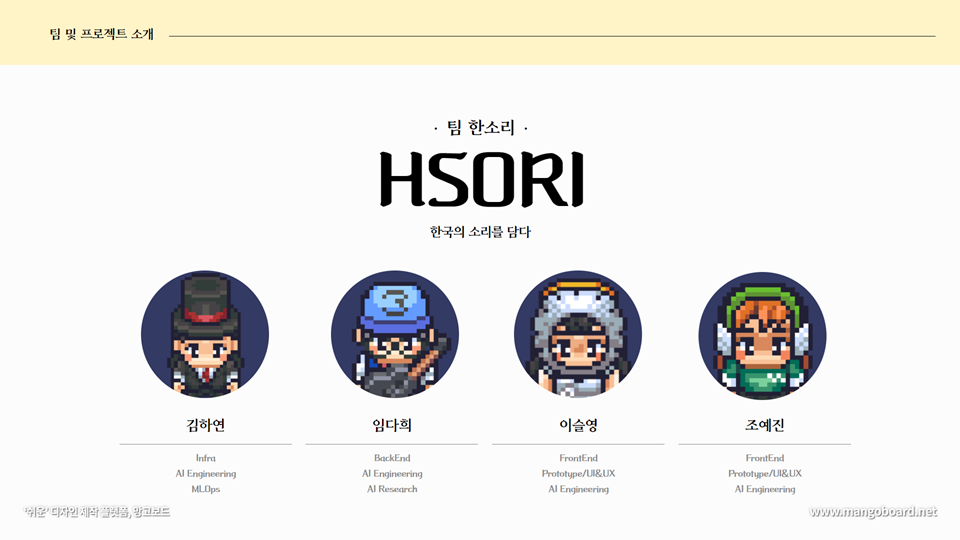 팀 및 프로젝트 소개
· 팀 한소리 ·
HSORI
한국의 소리를 담다
김하연 임다희 이슬영 조예진
Infra BackEnd FrontEnd FrontEnd
AI Engineering AI Engineering Prototype/UI&UX Prototype/UI&UX
MLOps AI Research AI Engineering AI Engineering
'쉬운' 디자인 제작 플랫폼, 망고보드 www.mangoboard.net